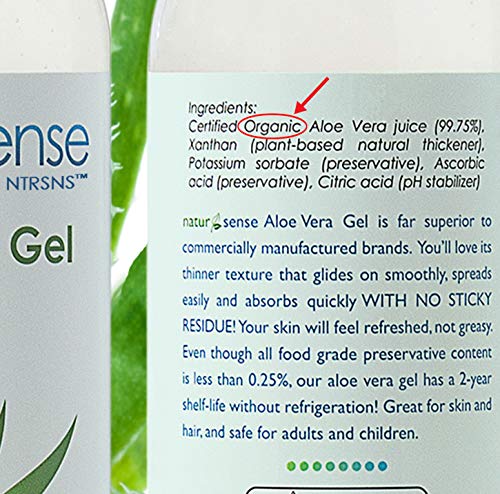 ense
NTRSNS™
Gel
Ingredients:
Certified Organic Aloe Vera juice (99.75%),
Xanthan (plant-based natural thickener),
Potassium sorbate (preservative), Ascorbic
acid (preservative), Citric acid (pH stabilizer)
natur sense Aloe Vera Gel is far superior to
commercially manufactured brands. You'll love its
thinner texture that glides on smoothly, spreads
easily and absorbs quickly WITH NO STICKY
RESIDUE! Your skin will feel refreshed, not greasy.
Even though all food grade preservative content
is less than 0.25%, our aloe vera gel has a 2-year
shelf-life without refrigeration! Great for skin and
hair, and safe for adults and children.